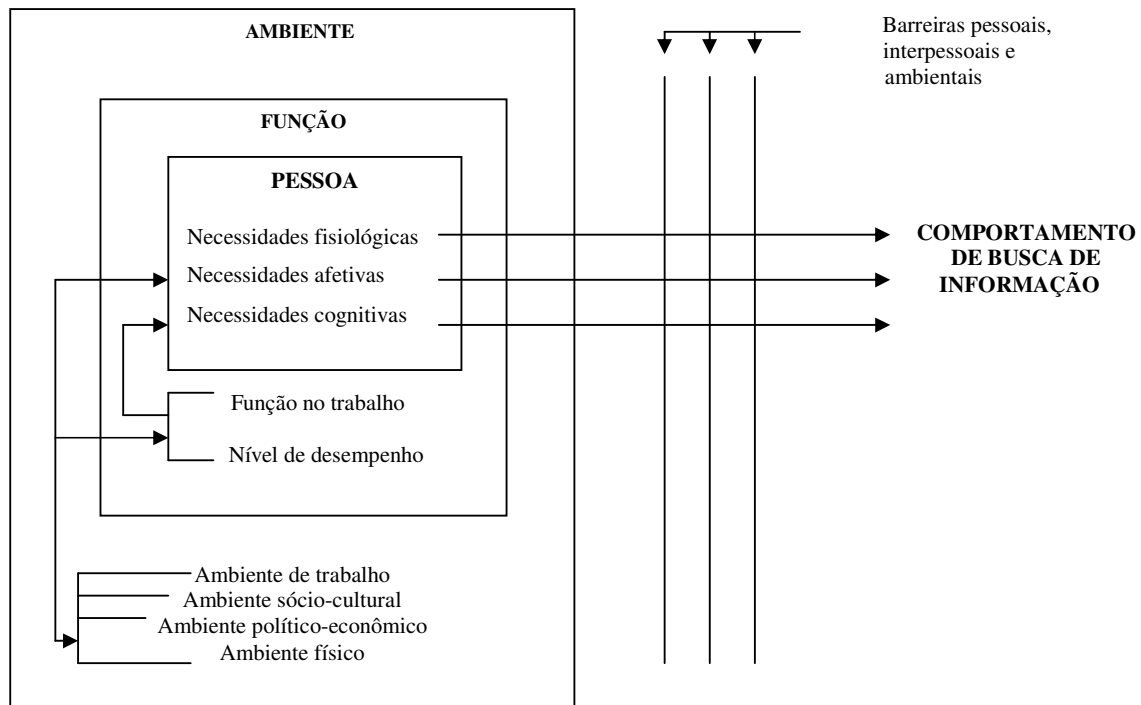 AMBIENTE
Barreiras pessoais,
interpessoais e
ambientais
FUNÇÃO
PESSOA
Necessidades fisiológicas
Necessidades afetivas
Necessidades cognitivas
COMPORTAMENTO
DE BUSCA DE
INFORMAÇÃO
Função no trabalho
Nível de desempenho
Ambiente de trabalho
Ambiente sócio-cultural
Ambiente político-econômico
Ambiente físico